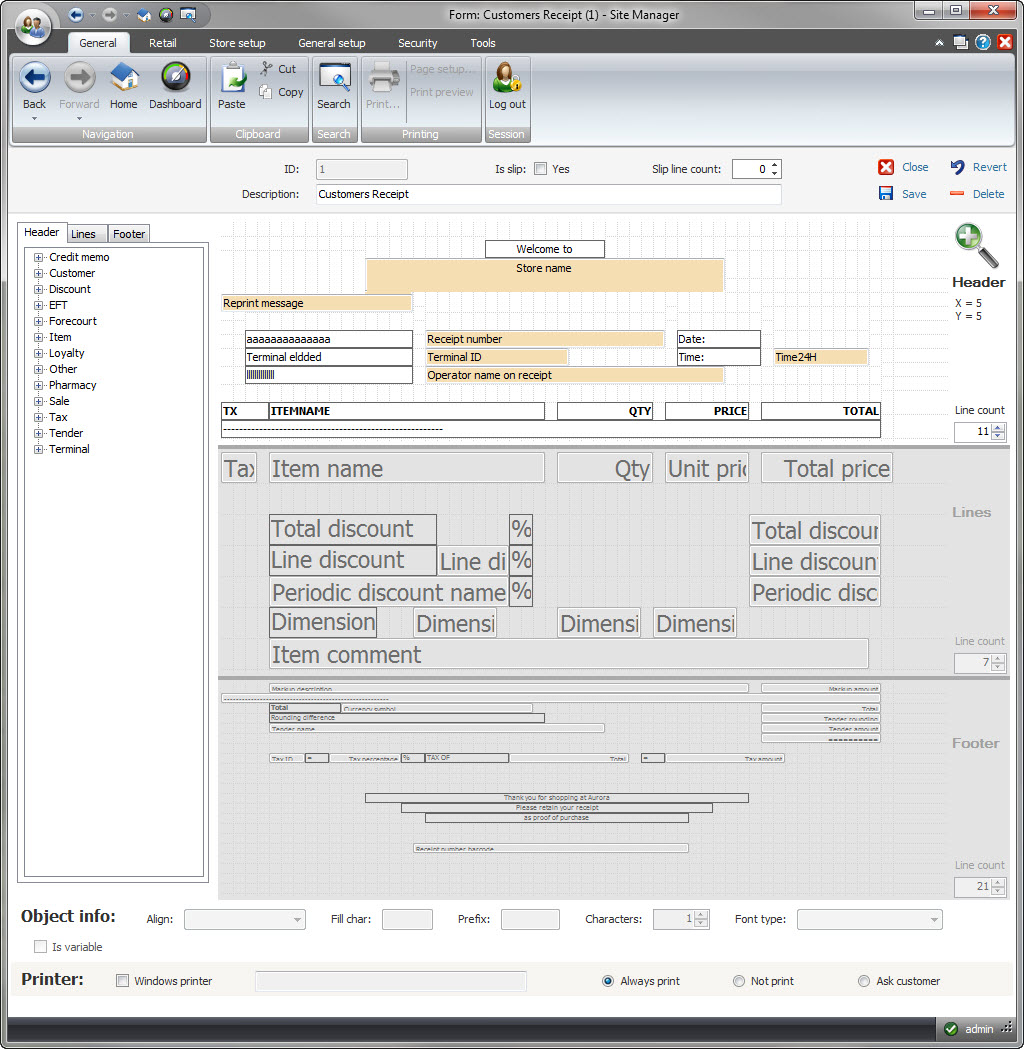 Form: Customers Receipt (1) - Site Manager
General Retail Store setup General setup Security Tools
Back Forward Home Dashboard Paste Cut Copy Search Print... Page setup... Print preview Log out
Navigation Clipboard Search Printing Session
ID: 1 Is slip: Yes Slip line count: 0 Close Revert
Description: Customers Receipt Save Delete
Header Lines Footer
Credit memo
Customer
Discount
EFT
Forecourt
Item
Loyalty
Other
Pharmacy
Sale
Tax
Tender
Terminal
Welcome to
Store name
Reprint message
aaaaaaaaaaaaaa Receipt number Date:
Terminal eldded Terminal ID Time: Time24H
Operator name on receipt
TX ITEMNAME QTY PRICE TOTAL
-------------------------------------------------------
Header
X = 5
Y = 5
Line count
11
Tax Item name Qty Unit pric Total price
Total discount % Total discour
Line discount Line di % Line discount
Periodic discount name % Periodic disc
Dimension Dimensi Dimensi Dimensi
Item comment
Lines
Line count
7
Markup description Markup amount
-------------------------------------------------------
Total Currency symbol Total
Rounding difference Tender rounding
Tender name Tender amount
==========
Tax ID = Tax percentage % TAX OF Total = Tax amount
Thank you for shopping at Aurora
Please retain your receipt
as proof of purchase
Receipt number barcode
Footer
Line count
21
Object info: Align: Fill char: Prefix: Characters: 1 Font type:
Is variable
Printer: Windows printer Always print Not print Ask customer
admin